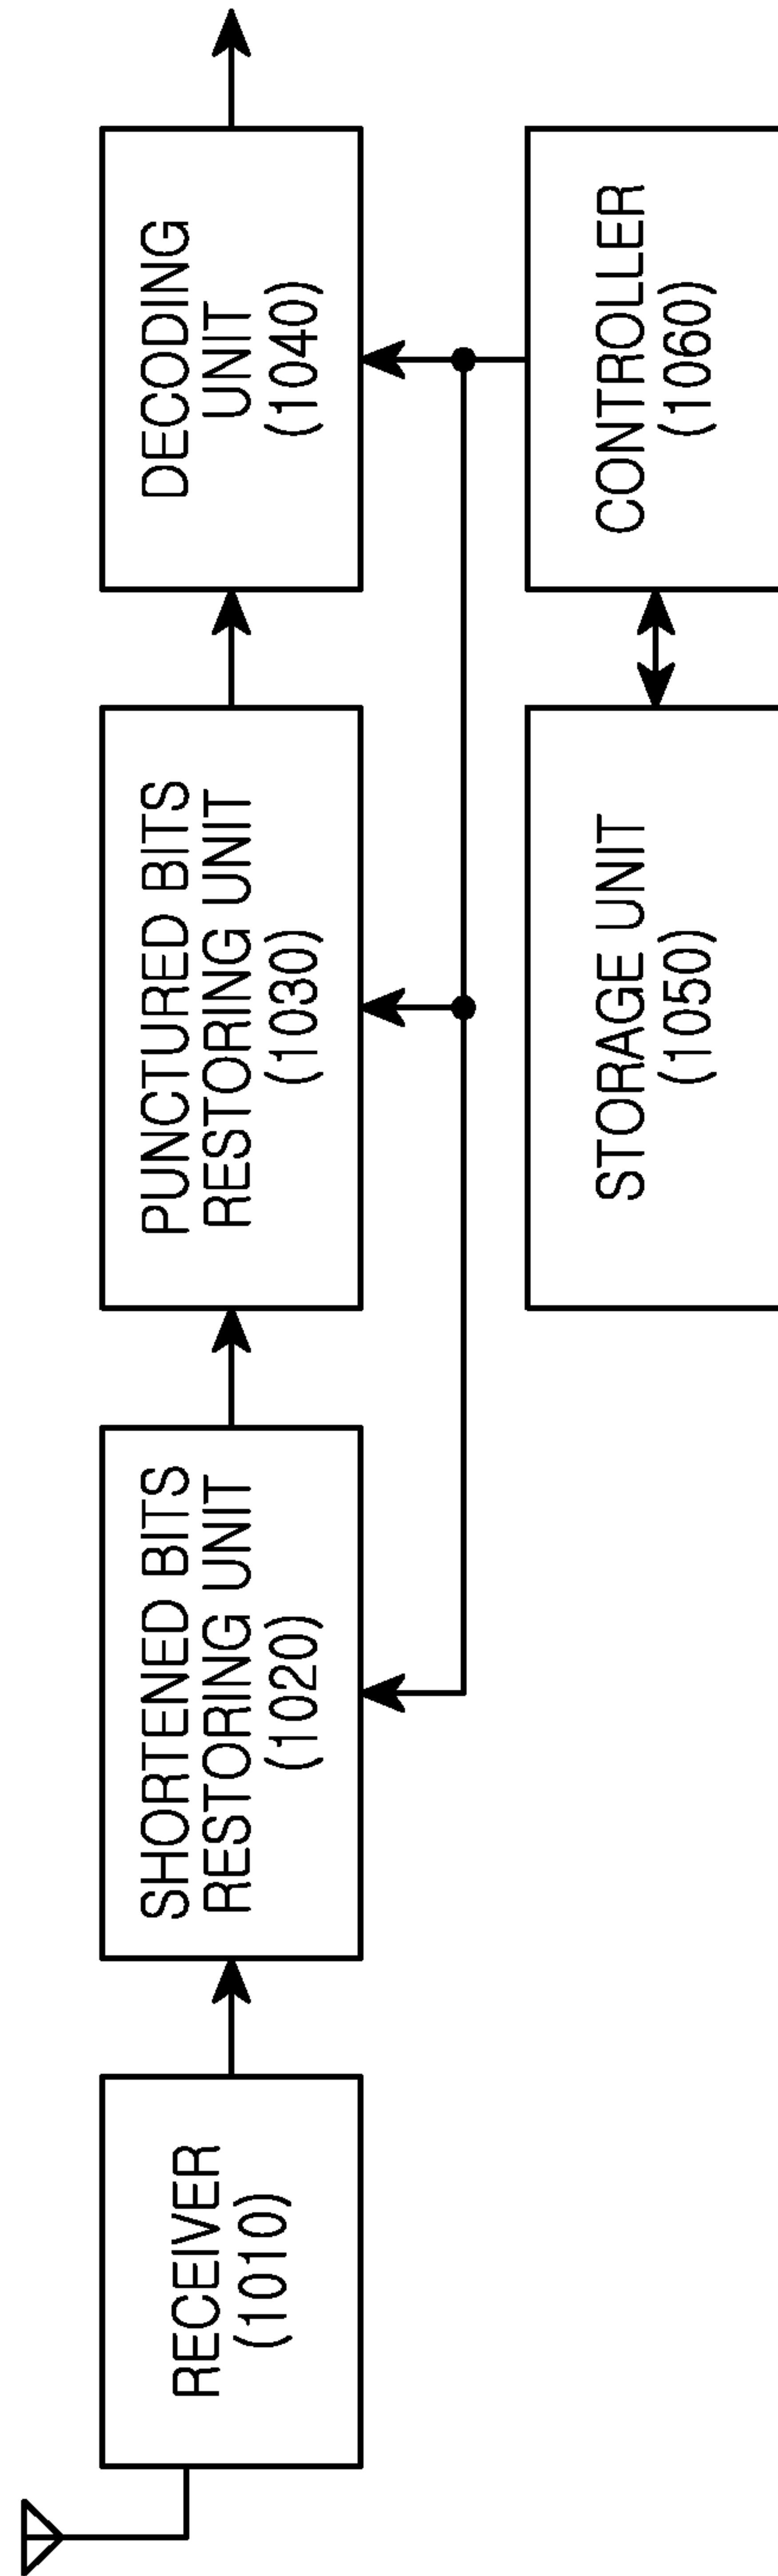 RECEIVER
(1010)
SHORTENED BITS
RESTORING UNIT
(1020)
PUNCTURED BITS
RESTORING UNIT
(1030)
DECODING
UNIT
(1040)
STORAGE UNIT
(1050)
CONTROLLER
(1060)